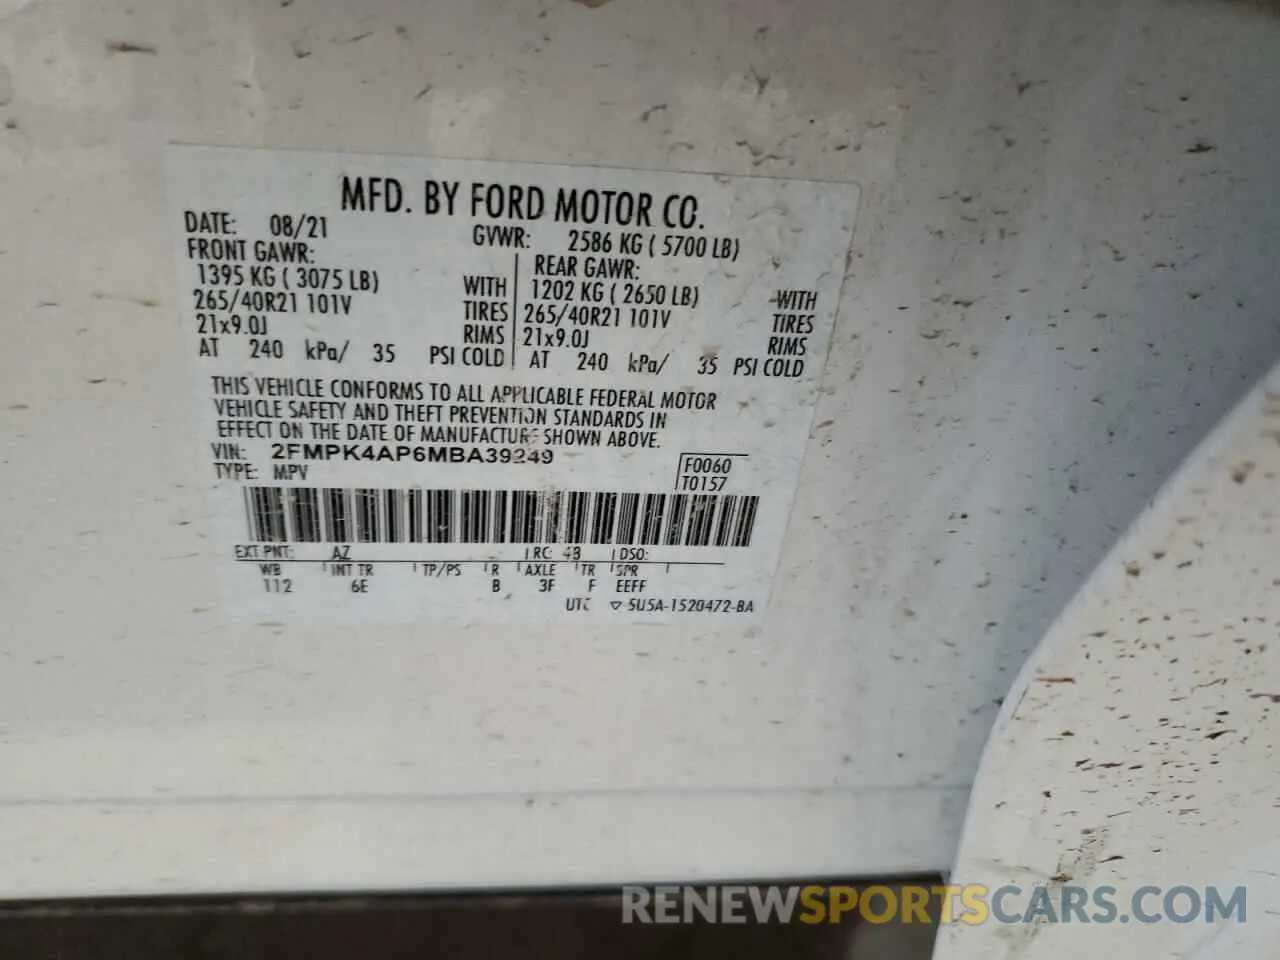 MFD. BY FORD MOTOR CO.
DATE: 08/21 GVWR: 2586 KG ( 5700 LB)
FRONT GAWR: REAR GAWR:
1395 KG ( 3075 LB) WITH 1202 KG ( 2650 LB) WITH
265/40R21 101V TIRES 265/40R21 101V TIRES
21x9.0J RIMS 21x9.0J RIMS
AT 240 kPa/ 35 PSI COLD AT 240 kPa/ 35 PSI COLD
THIS VEHICLE CONFORMS TO ALL APPLICABLE FEDERAL MOTOR
VEHICLE SAFETY AND THEFT PREVENTION STANDARDS IN
EFFECT ON THE DATE OF MANUFACTURE SHOWN ABOVE.
VIN: 2FMPK4AP6MBA39249
TYPE: MPV
F0060
T0157
EXT PNT: AZ RC: 43 DSO:
WB INT TR TP/PS R AXLE TR SPR
112 6E B 3F F EEFF
UTC ▽ 5U5A-1520472-BA
RENEWSPORTSCARS.COM